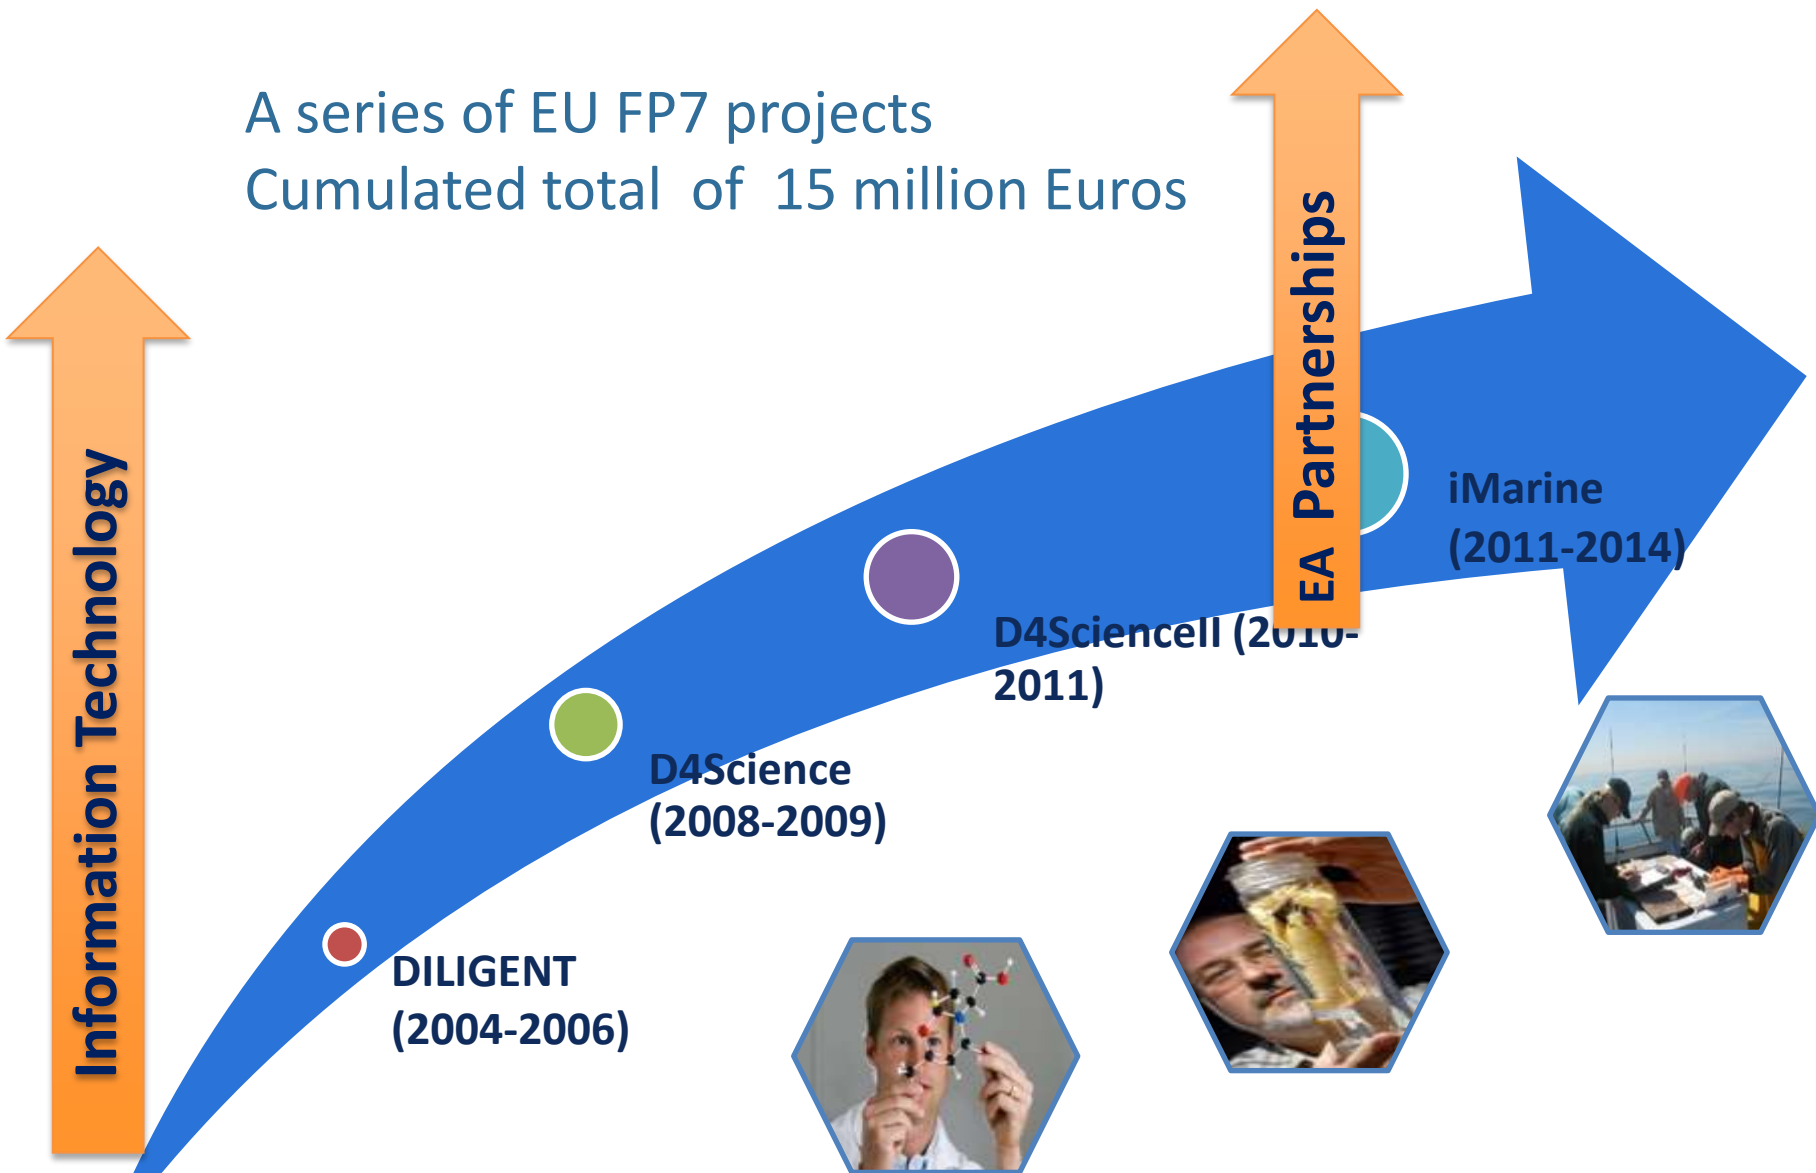 A series of EU FP7 projects
Cumulated total of 15 million Euros
Information Technology
EA Partnerships
iMarine
(2011-2014)
D4ScienceII (2010-
2011)
D4Science
(2008-2009)
DILIGENT
(2004-2006)